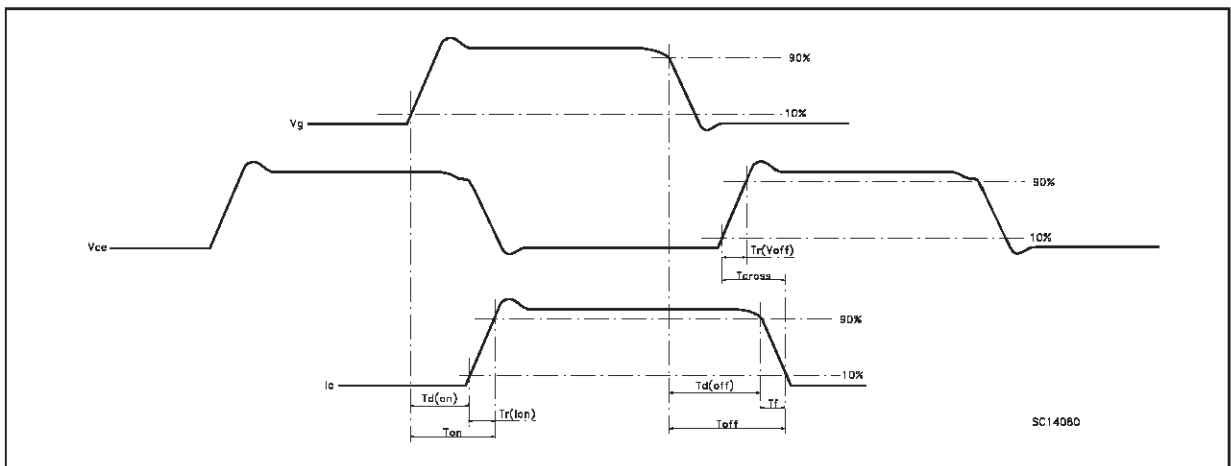 90%
10%
Vg
90%
Vce
10%
Tr(Voff)
Tcross
90%
10%
Ic
Td(on)
Td(off)
Tr(Ion)
Tf
Ton
Toff
SC14080